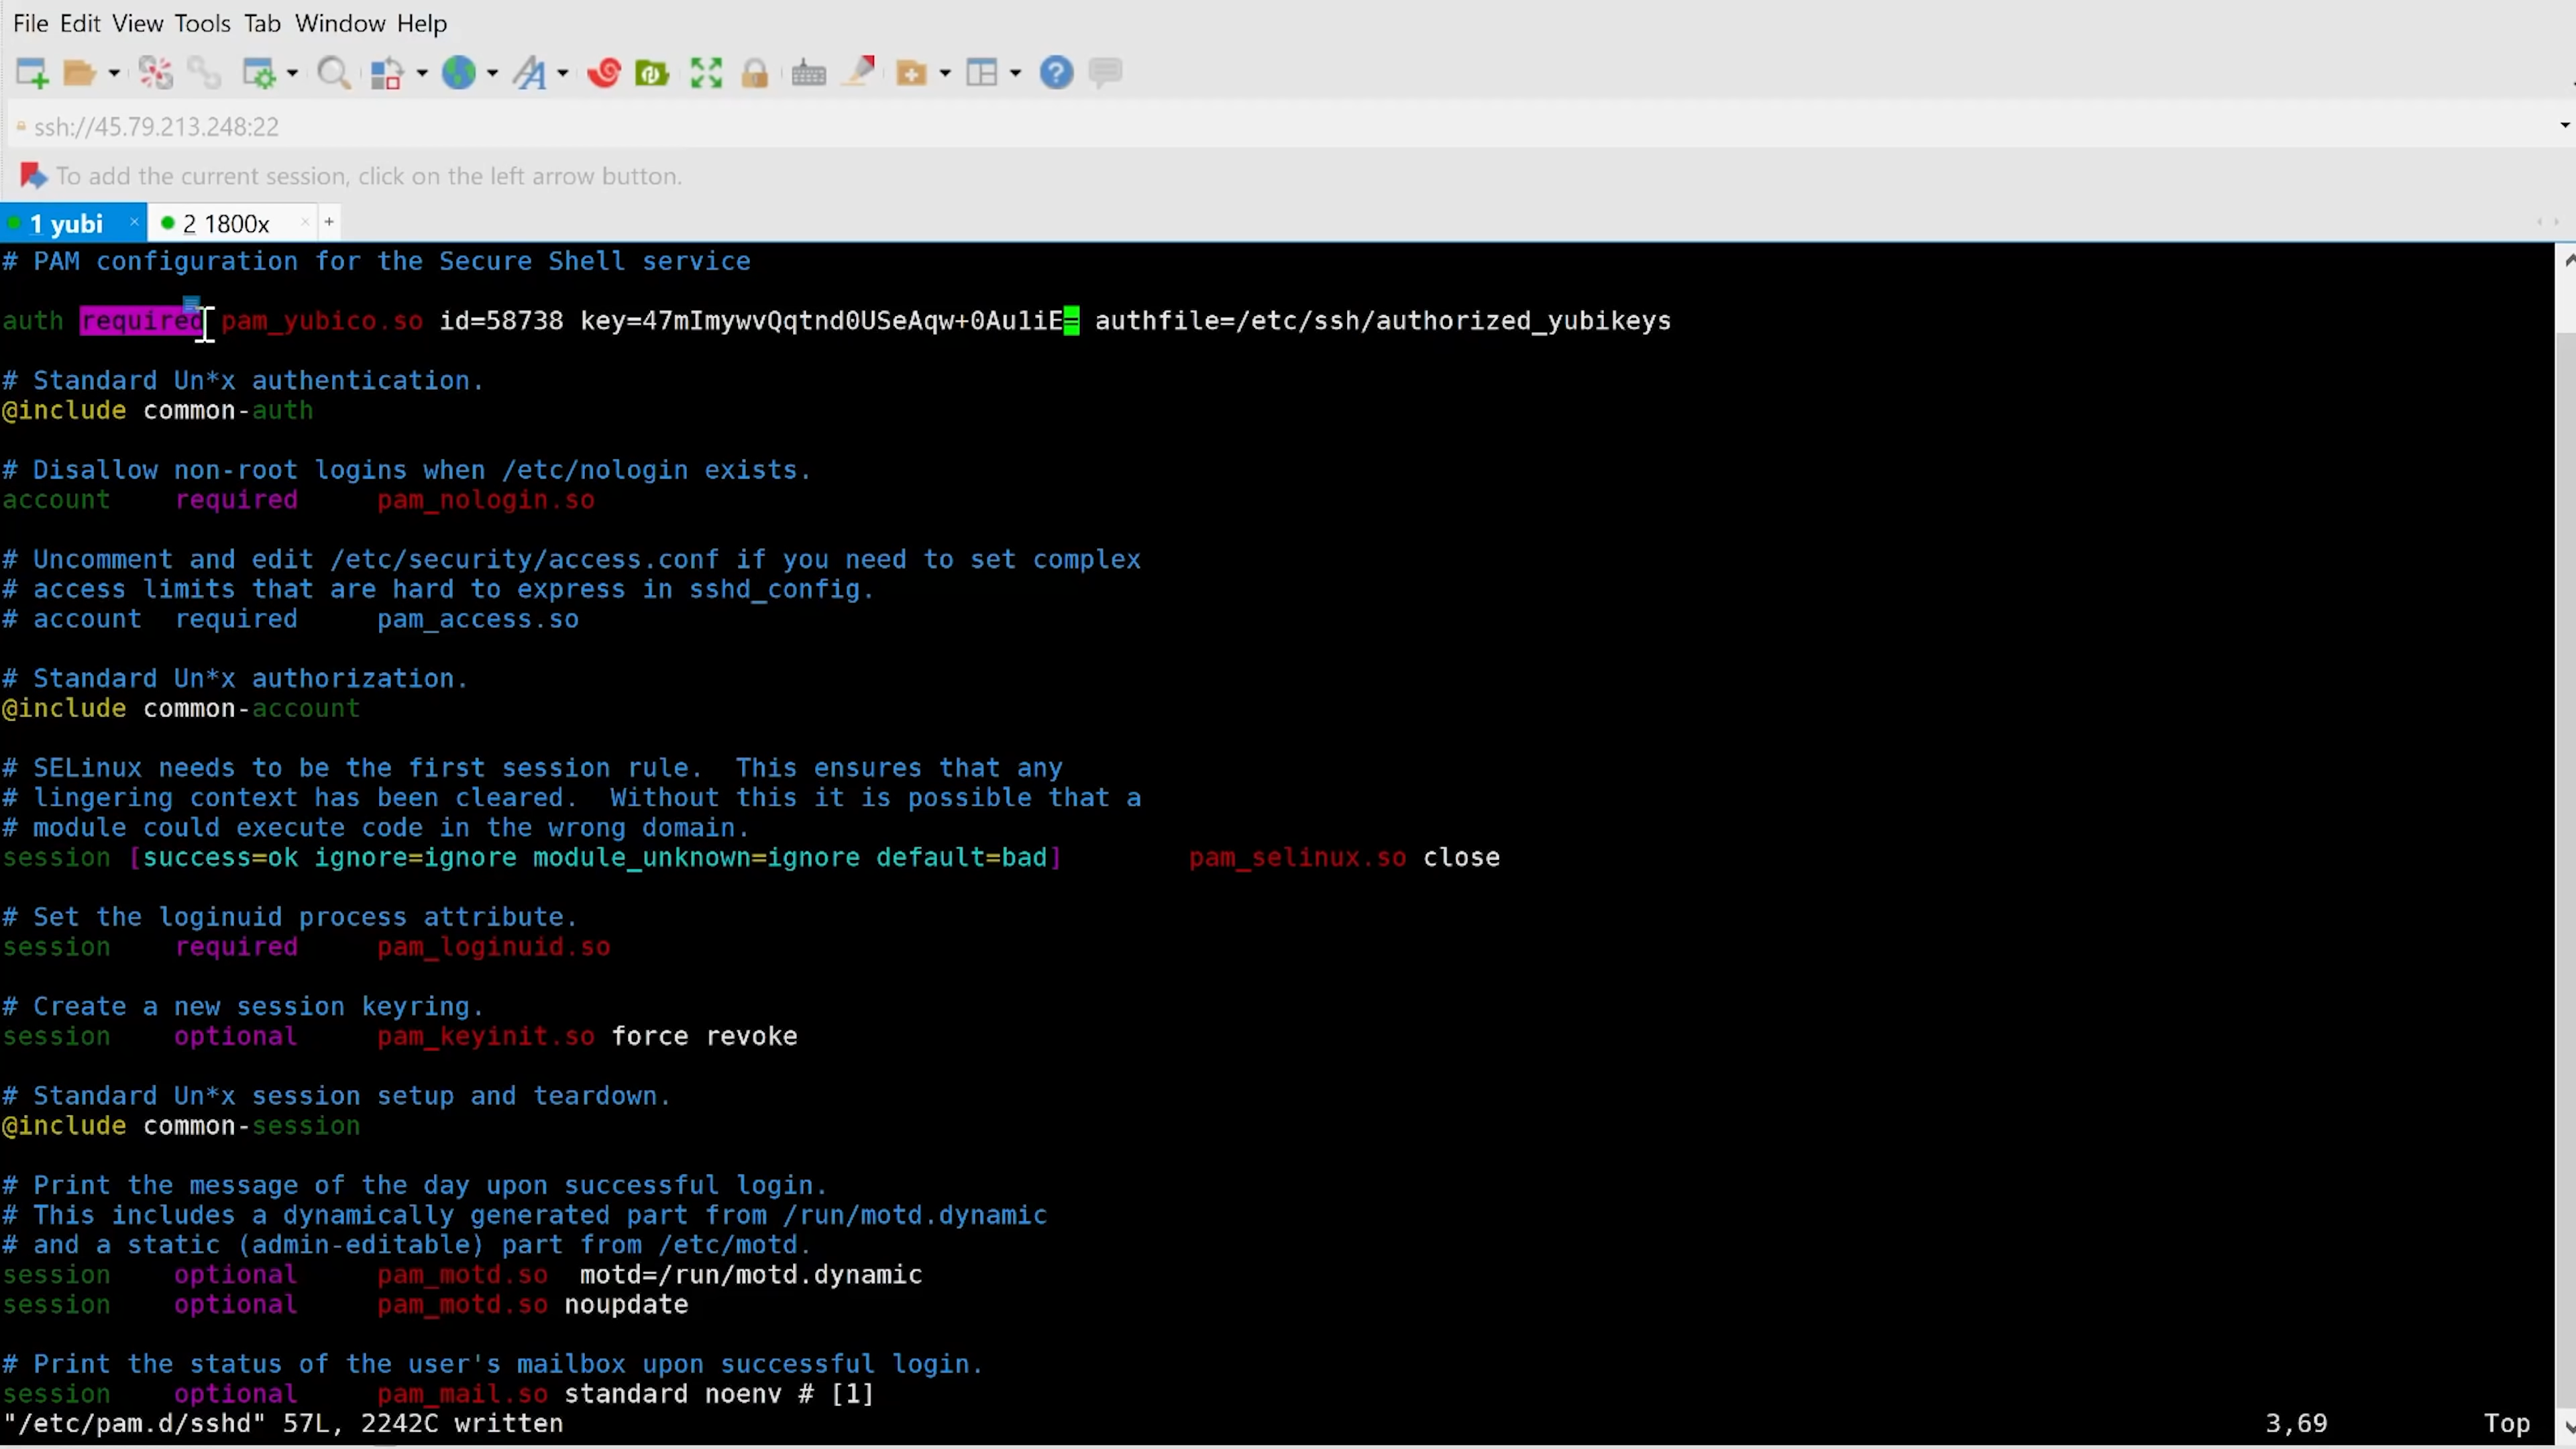 File Edit View Tools Tab Window Help
ssh://45.79.213.248:22
To add the current session, click on the left arrow button.
1 yubi × 2 1800x × +
# PAM configuration for the Secure Shell service
auth required pam_yubico.so id=58738 key=47mImywvQqtnd0USeAqw+0Au1iE= authfile=/etc/ssh/authorized_yubikeys
# Standard Un*x authentication.
@include common-auth
# Disallow non-root logins when /etc/nologin exists.
account required pam_nologin.so
# Uncomment and edit /etc/security/access.conf if you need to set complex
# access limits that are hard to express in sshd_config.
# account required pam_access.so
# Standard Un*x authorization.
@include common-account
# SELinux needs to be the first session rule. This ensures that any
# lingering context has been cleared. Without this it is possible that a
# module could execute code in the wrong domain.
session [success=ok ignore=ignore module_unknown=ignore default=bad] pam_selinux.so close
# Set the loginuid process attribute.
session required pam_loginuid.so
# Create a new session keyring.
session optional pam_keyinit.so force revoke
# Standard Un*x session setup and teardown.
@include common-session
# Print the message of the day upon successful login.
# This includes a dynamically generated part from /run/motd.dynamic
# and a static (admin-editable) part from /etc/motd.
session optional pam_motd.so motd=/run/motd.dynamic
session optional pam_motd.so noupdate
# Print the status of the user's mailbox upon successful login.
session optional pam_mail.so standard noenv # [1]
"/etc/pam.d/sshd" 57L, 2242C written 3,69 Top